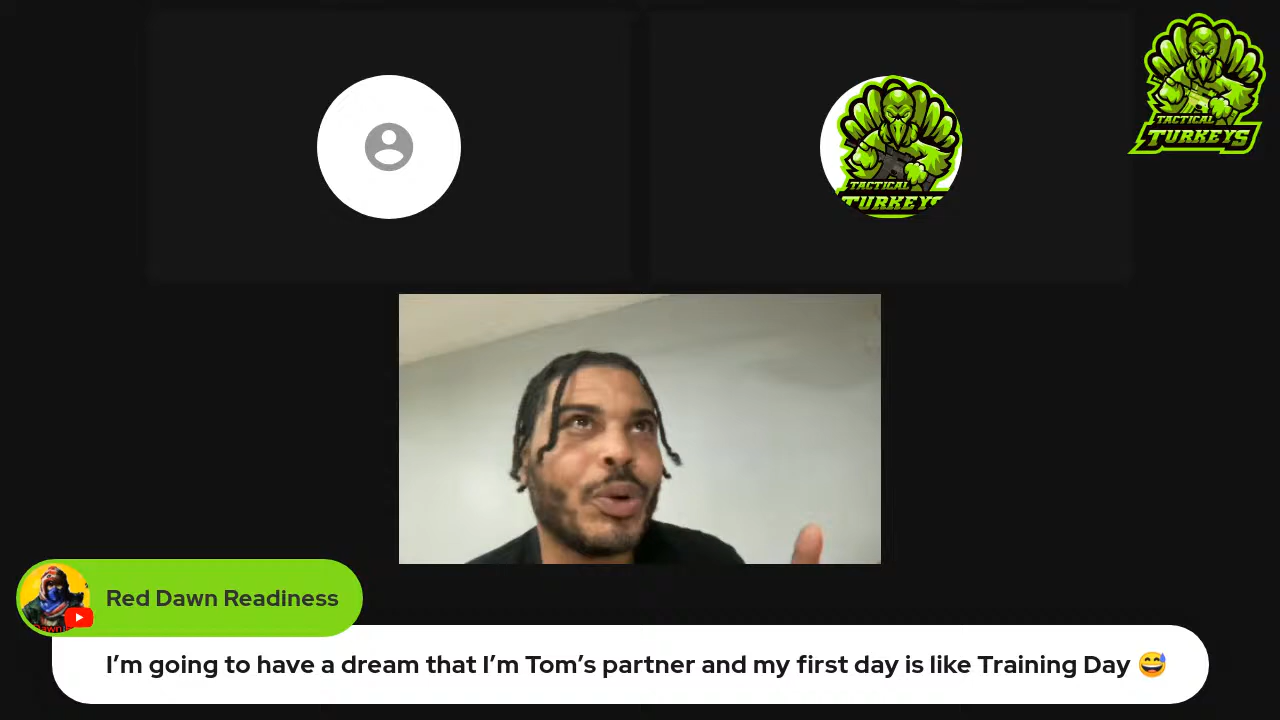 TACTICAL
TURKEYS
TACTICAL
TURKEYS
Red Dawn Readiness
I’m going to have a dream that I’m Tom’s partner and my first day is like Training Day 😅